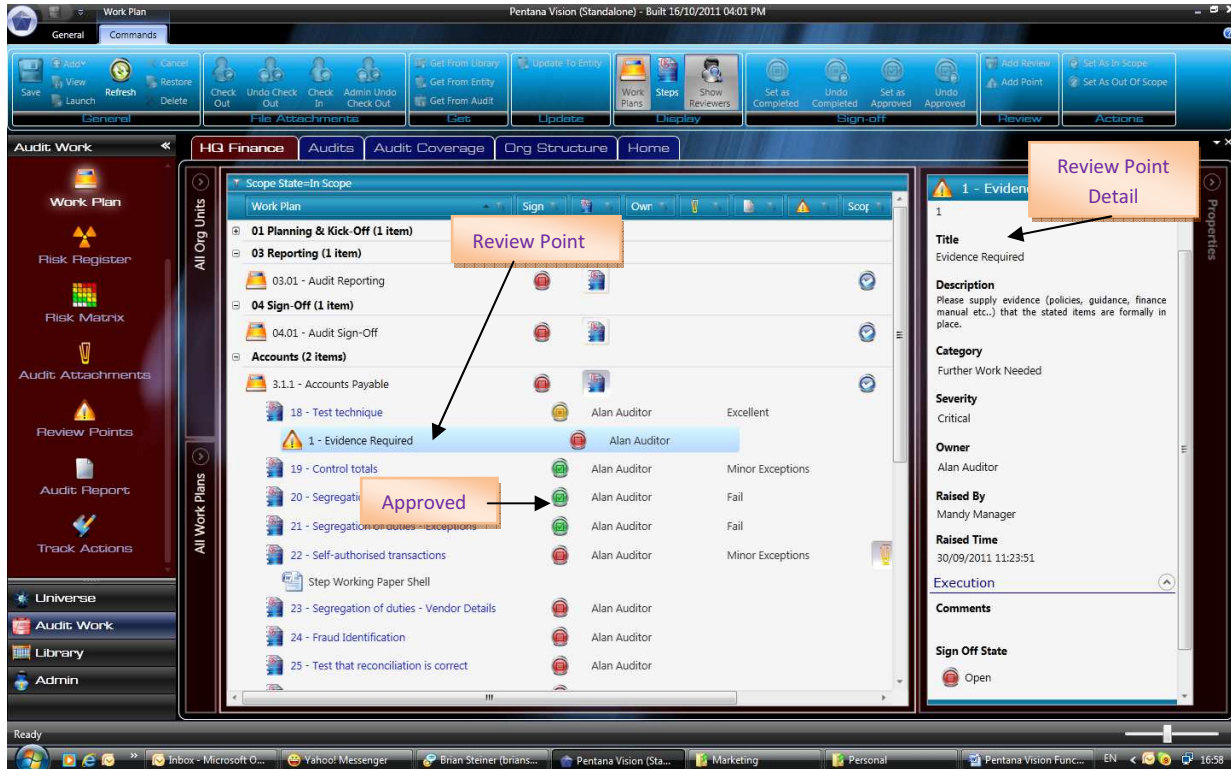 Work Plan
Pentana Vision (Standalone) - Built 16/10/2011 04:01 PM
General
Commands
Save
Add
View
Launch
Refresh
Cancel
Restore
Delete
General
Check Out
Undo Check Out
Check In
Admin Undo Check Out
File Attachments
Get From Library
Get From Entity
Get From Audit
Get
Update To Entity
Update
Work Plans
Steps
Show Reviewers
Display
Set as Completed
Undo Completed
Set as Approved
Undo Approved
Sign-off
Add Review
Add Point
Review
Set As In Scope
Set As Out Of Scope
Actions
Audit Work
Work Plan
Risk Register
Risk Matrix
Audit Attachments
Review Points
Audit Report
Track Actions
Universe
Audit Work
Library
Admin
HQ Finance
Audits
Audit Coverage
Org Structure
Home
All Org Units
All Work Plans
Scope State=In Scope
Work Plan
Sign
Own
Scop
01 Planning & Kick-Off (1 item)
03 Reporting (1 item)
03.01 - Audit Reporting
04 Sign-Off (1 item)
04.01 - Audit Sign-Off
Accounts (2 items)
3.1.1 - Accounts Payable
18 - Test technique Alan Auditor Excellent
1 - Evidence Required Alan Auditor
19 - Control totals Alan Auditor Minor Exceptions
20 - Segregati Alan Auditor Fail
21 - Segregation of duties - Exceptions Alan Auditor Fail
22 - Self-authorised transactions Alan Auditor Minor Exceptions
Step Working Paper Shell
23 - Segregation of duties - Vendor Details Alan Auditor
24 - Fraud Identification Alan Auditor
25 - Test that reconciliation is correct Alan Auditor
Review Point
Approved
Review Point
Detail
1 - Eviden
1
Title
Evidence Required
Description
Please supply evidence (policies, guidance, finance
manual etc..) that the stated items are formally in
place.
Category
Further Work Needed
Severity
Critical
Owner
Alan Auditor
Raised By
Mandy Manager
Raised Time
30/09/2011 11:23:51
Execution
Comments
Sign Off State
Open
Properties
Ready
Inbox - Microsoft O...
Yahoo! Messenger
Brian Steiner (brians...
Pentana Vision (Sta...
Marketing
Personal
Pentana Vision Func...
EN
16:58